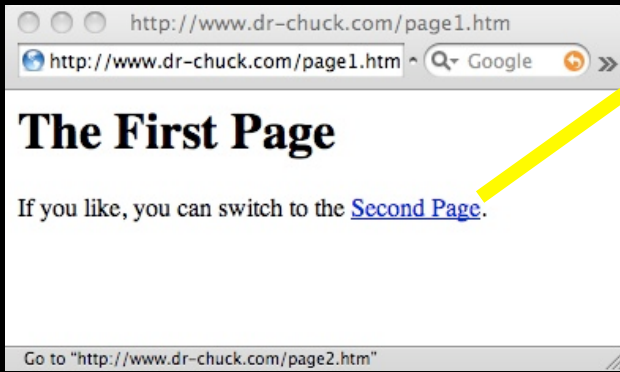 http://www.dr-chuck.com/page1.htm
http://www.dr-chuck.com/page1.htm Google
The First Page
If you like, you can switch to the Second Page.
Go to "http://www.dr-chuck.com/page2.htm"